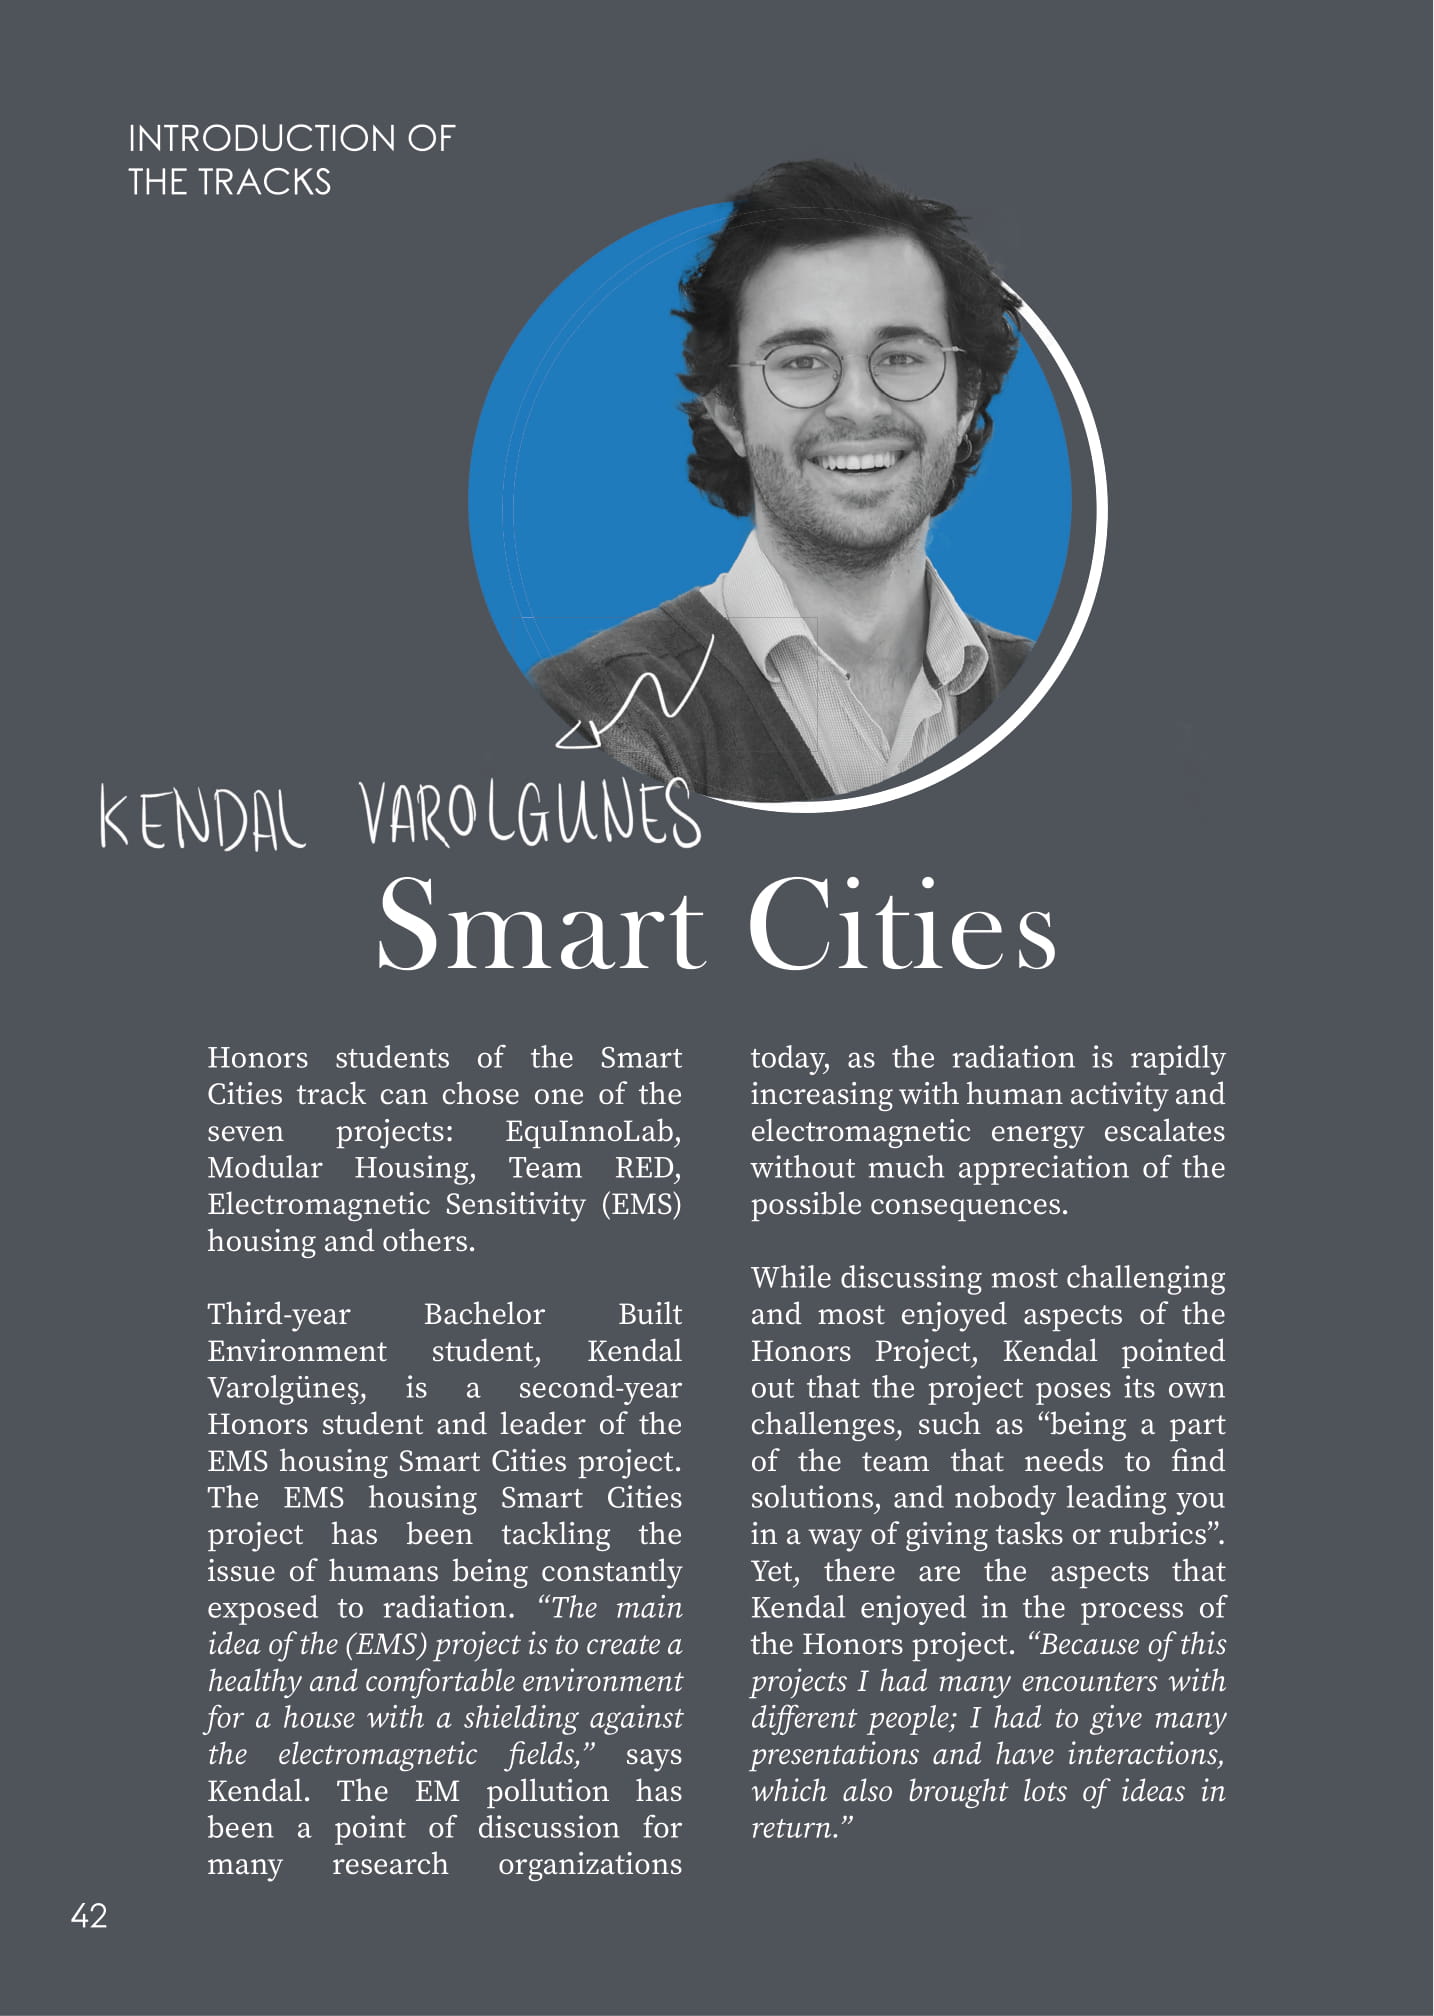 INTRODUCTION OF
THE TRACKS
KENDAL VAROLGUNES
Smart Cities
Honors students of the Smart
Cities track can chose one of the
seven projects: EquInnoLab,
Modular Housing, Team RED,
Electromagnetic Sensitivity (EMS)
housing and others.
Third-year Bachelor Built
Environment student, Kendal
Varolgüneş, is a second-year
Honors student and leader of the
EMS housing Smart Cities project.
The EMS housing Smart Cities
project has been tackling the
issue of humans being constantly
exposed to radiation. “The main
idea of the (EMS) project is to create a
healthy and comfortable environment
for a house with a shielding against
the electromagnetic fields,” says
Kendal. The EM pollution has
been a point of discussion for
many research organizations
today, as the radiation is rapidly
increasing with human activity and
electromagnetic energy escalates
without much appreciation of the
possible consequences.
While discussing most challenging
and most enjoyed aspects of the
Honors Project, Kendal pointed
out that the project poses its own
challenges, such as “being a part
of the team that needs to find
solutions, and nobody leading you
in a way of giving tasks or rubrics”.
Yet, there are the aspects that
Kendal enjoyed in the process of
the Honors project. “Because of this
projects I had many encounters with
different people; I had to give many
presentations and have interactions,
which also brought lots of ideas in
return.”
42